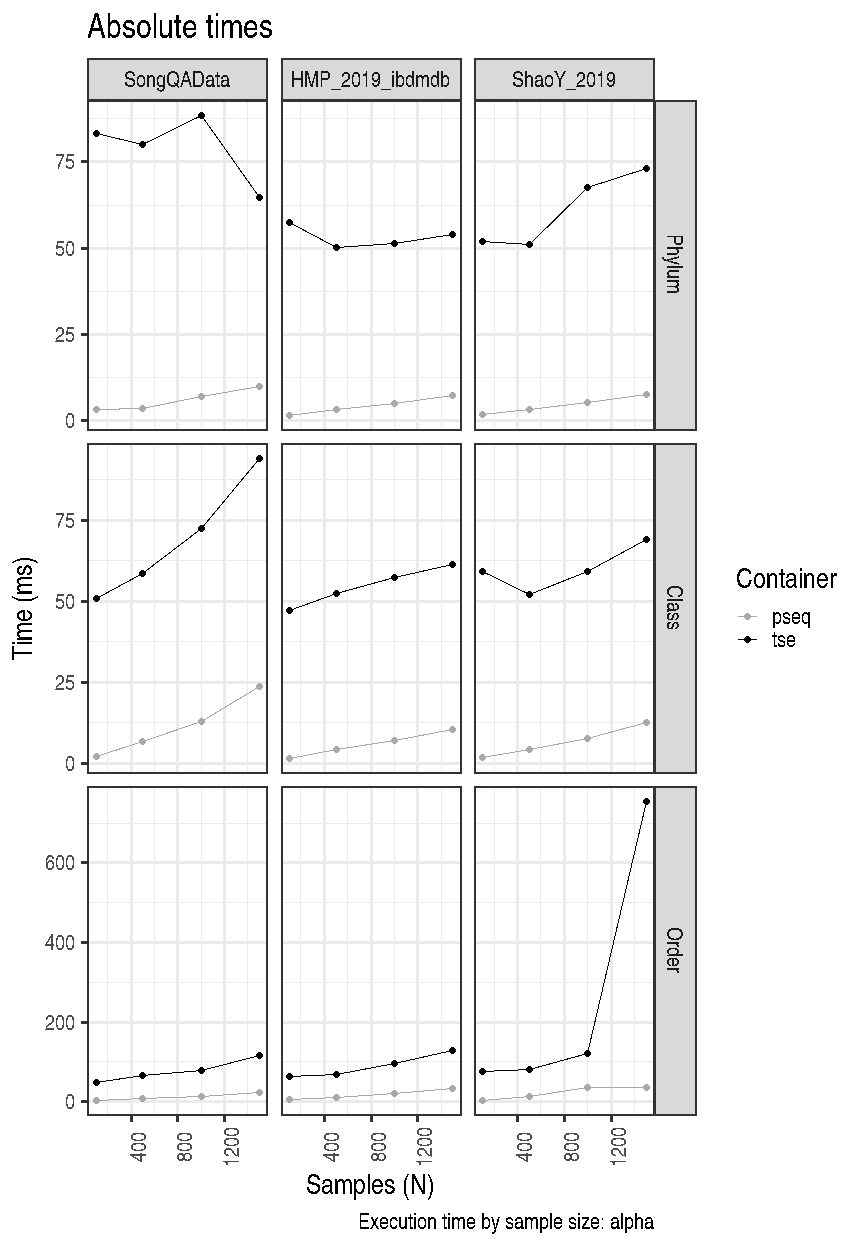 Absolute times
SongQAData
HMP_2019_ibdmdb
ShaoY_2019
75
50
25
0
Phylum
75
50
25
0
Class
600
400
200
0
Order
Time (ms)
400
800
1200
400
800
1200
400
800
1200
Samples (N)
Container
pseq
tse
Execution time by sample size: alpha